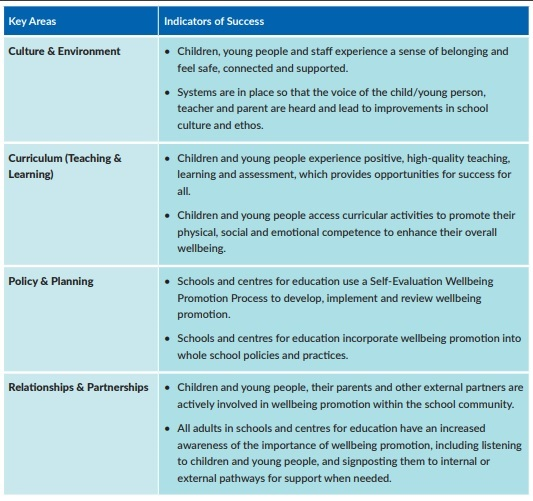 Key Areas
Indicators of Success
Culture & Environment
• Children, young people and staff experience a sense of belonging and
feel safe, connected and supported.
• Systems are in place so that the voice of the child/young person,
teacher and parent are heard and lead to improvements in school
culture and ethos.
Curriculum (Teaching &
Learning)
• Children and young people experience positive, high-quality teaching,
learning and assessment, which provides opportunities for success for
all.
• Children and young people access curricular activities to promote their
physical, social and emotional competence to enhance their overall
wellbeing.
Policy & Planning
• Schools and centres for education use a Self-Evaluation Wellbeing
Promotion Process to develop, implement and review wellbeing
promotion.
• Schools and centres for education incorporate wellbeing promotion into
whole school policies and practices.
Relationships & Partnerships
• Children and young people, their parents and other external partners are
actively involved in wellbeing promotion within the school community.
• All adults in schools and centres for education have an increased
awareness of the importance of wellbeing promotion, including listening
to children and young people, and signposting them to internal or
external pathways for support when needed.